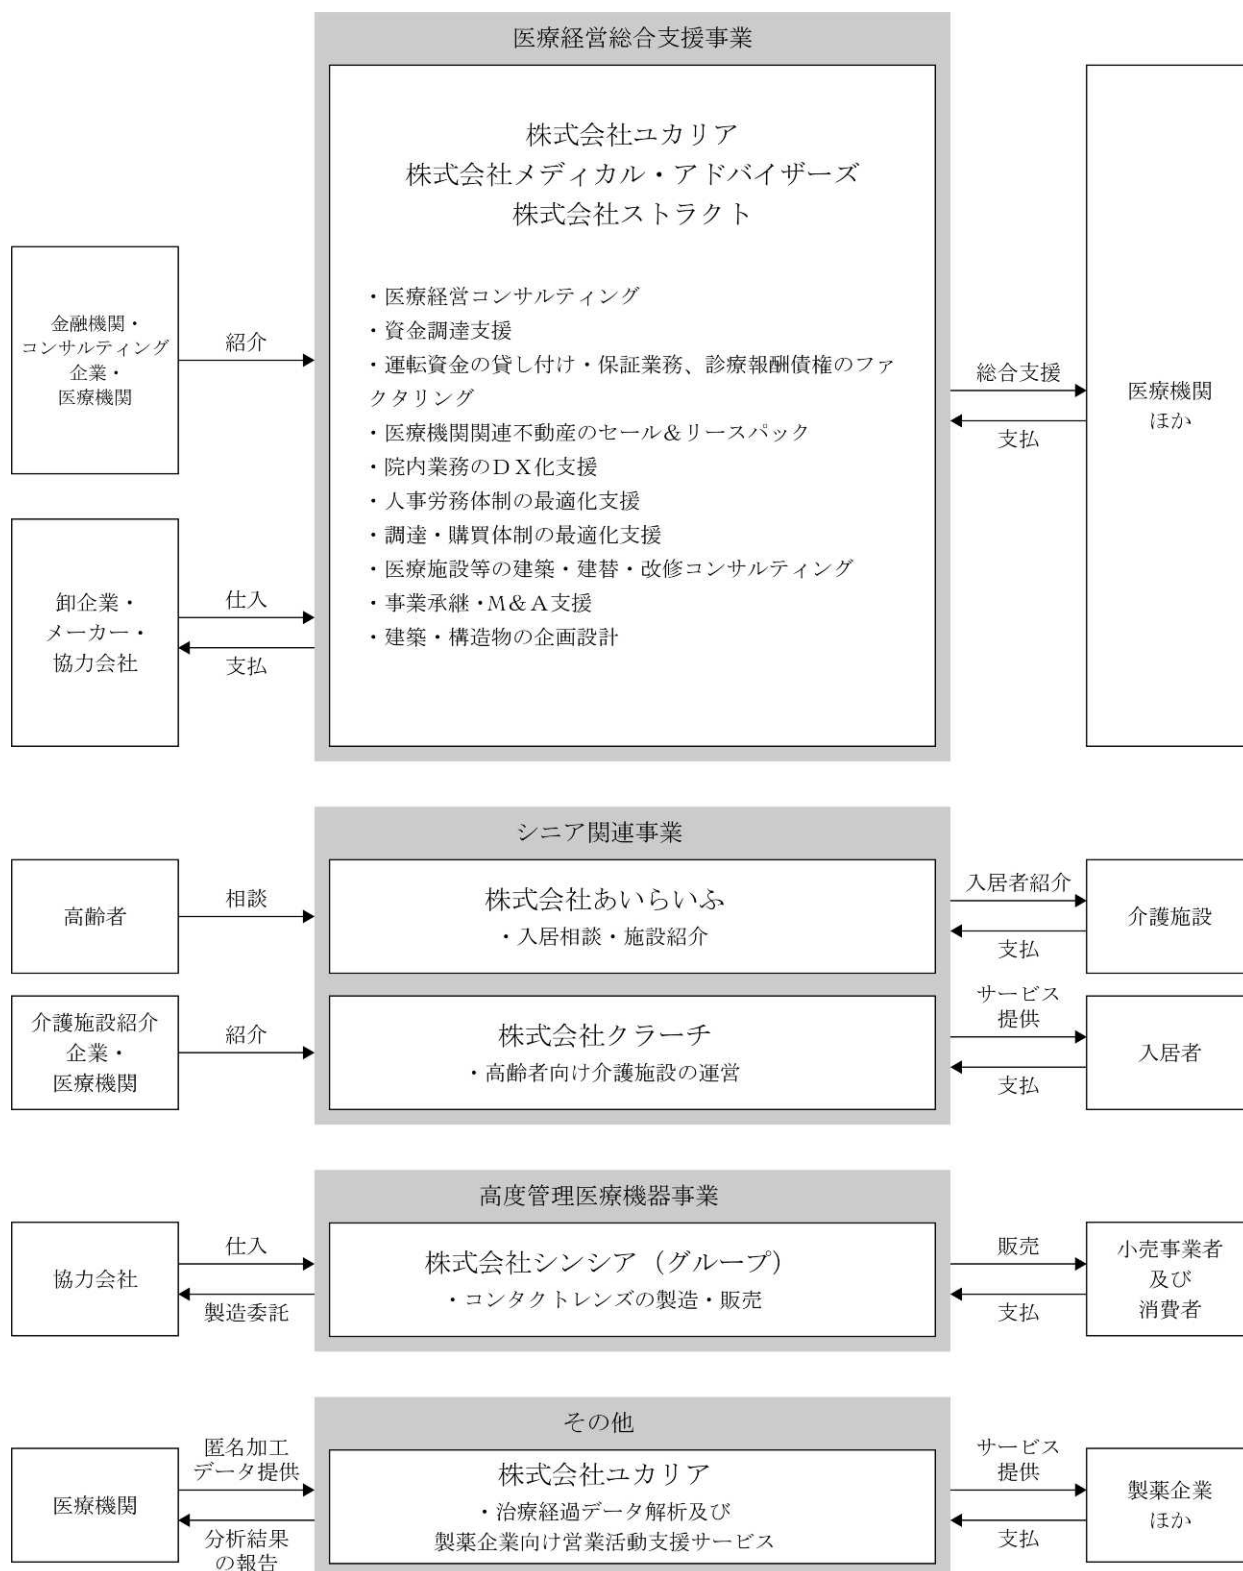 医療経営総合支援事業
株式会社ユカリア
株式会社メディカル・アドバイザーズ
株式会社ストラクト
・医療経営コンサルティング
・資金調達支援
・運転資金の貸し付け・保証業務、診療報酬債権のファ
クタリング
・医療機関関連不動産のセール＆リースバック
・院内業務のＤＸ化支援
・人事労務体制の最適化支援
・調達・購買体制の最適化支援
・医療施設等の建築・建替・改修コンサルティング
・事業承継・Ｍ＆Ａ支援
・建築・構造物の企画設計
金融機関・
コンサルティング
企業・
医療機関
紹介
卸企業・
メーカー・
協力会社
仕入
支払
総合支援
支払
医療機関
ほか
シニア関連事業
高齢者
相談
株式会社あいらいふ
・入居相談・施設紹介
入居者紹介
支払
介護施設
介護施設紹介
企業・
医療機関
紹介
株式会社クラーチ
・高齢者向け介護施設の運営
サービス
提供
支払
入居者
高度管理医療機器事業
協力会社
仕入
製造委託
株式会社シンシア（グループ）
・コンタクトレンズの製造・販売
販売
支払
小売事業者
及び
消費者
その他
医療機関
匿名加工
データ提供
分析結果
の報告
株式会社ユカリア
・治療経過データ解析及び
製薬企業向け営業活動支援サービス
サービス
提供
支払
製薬企業
ほか